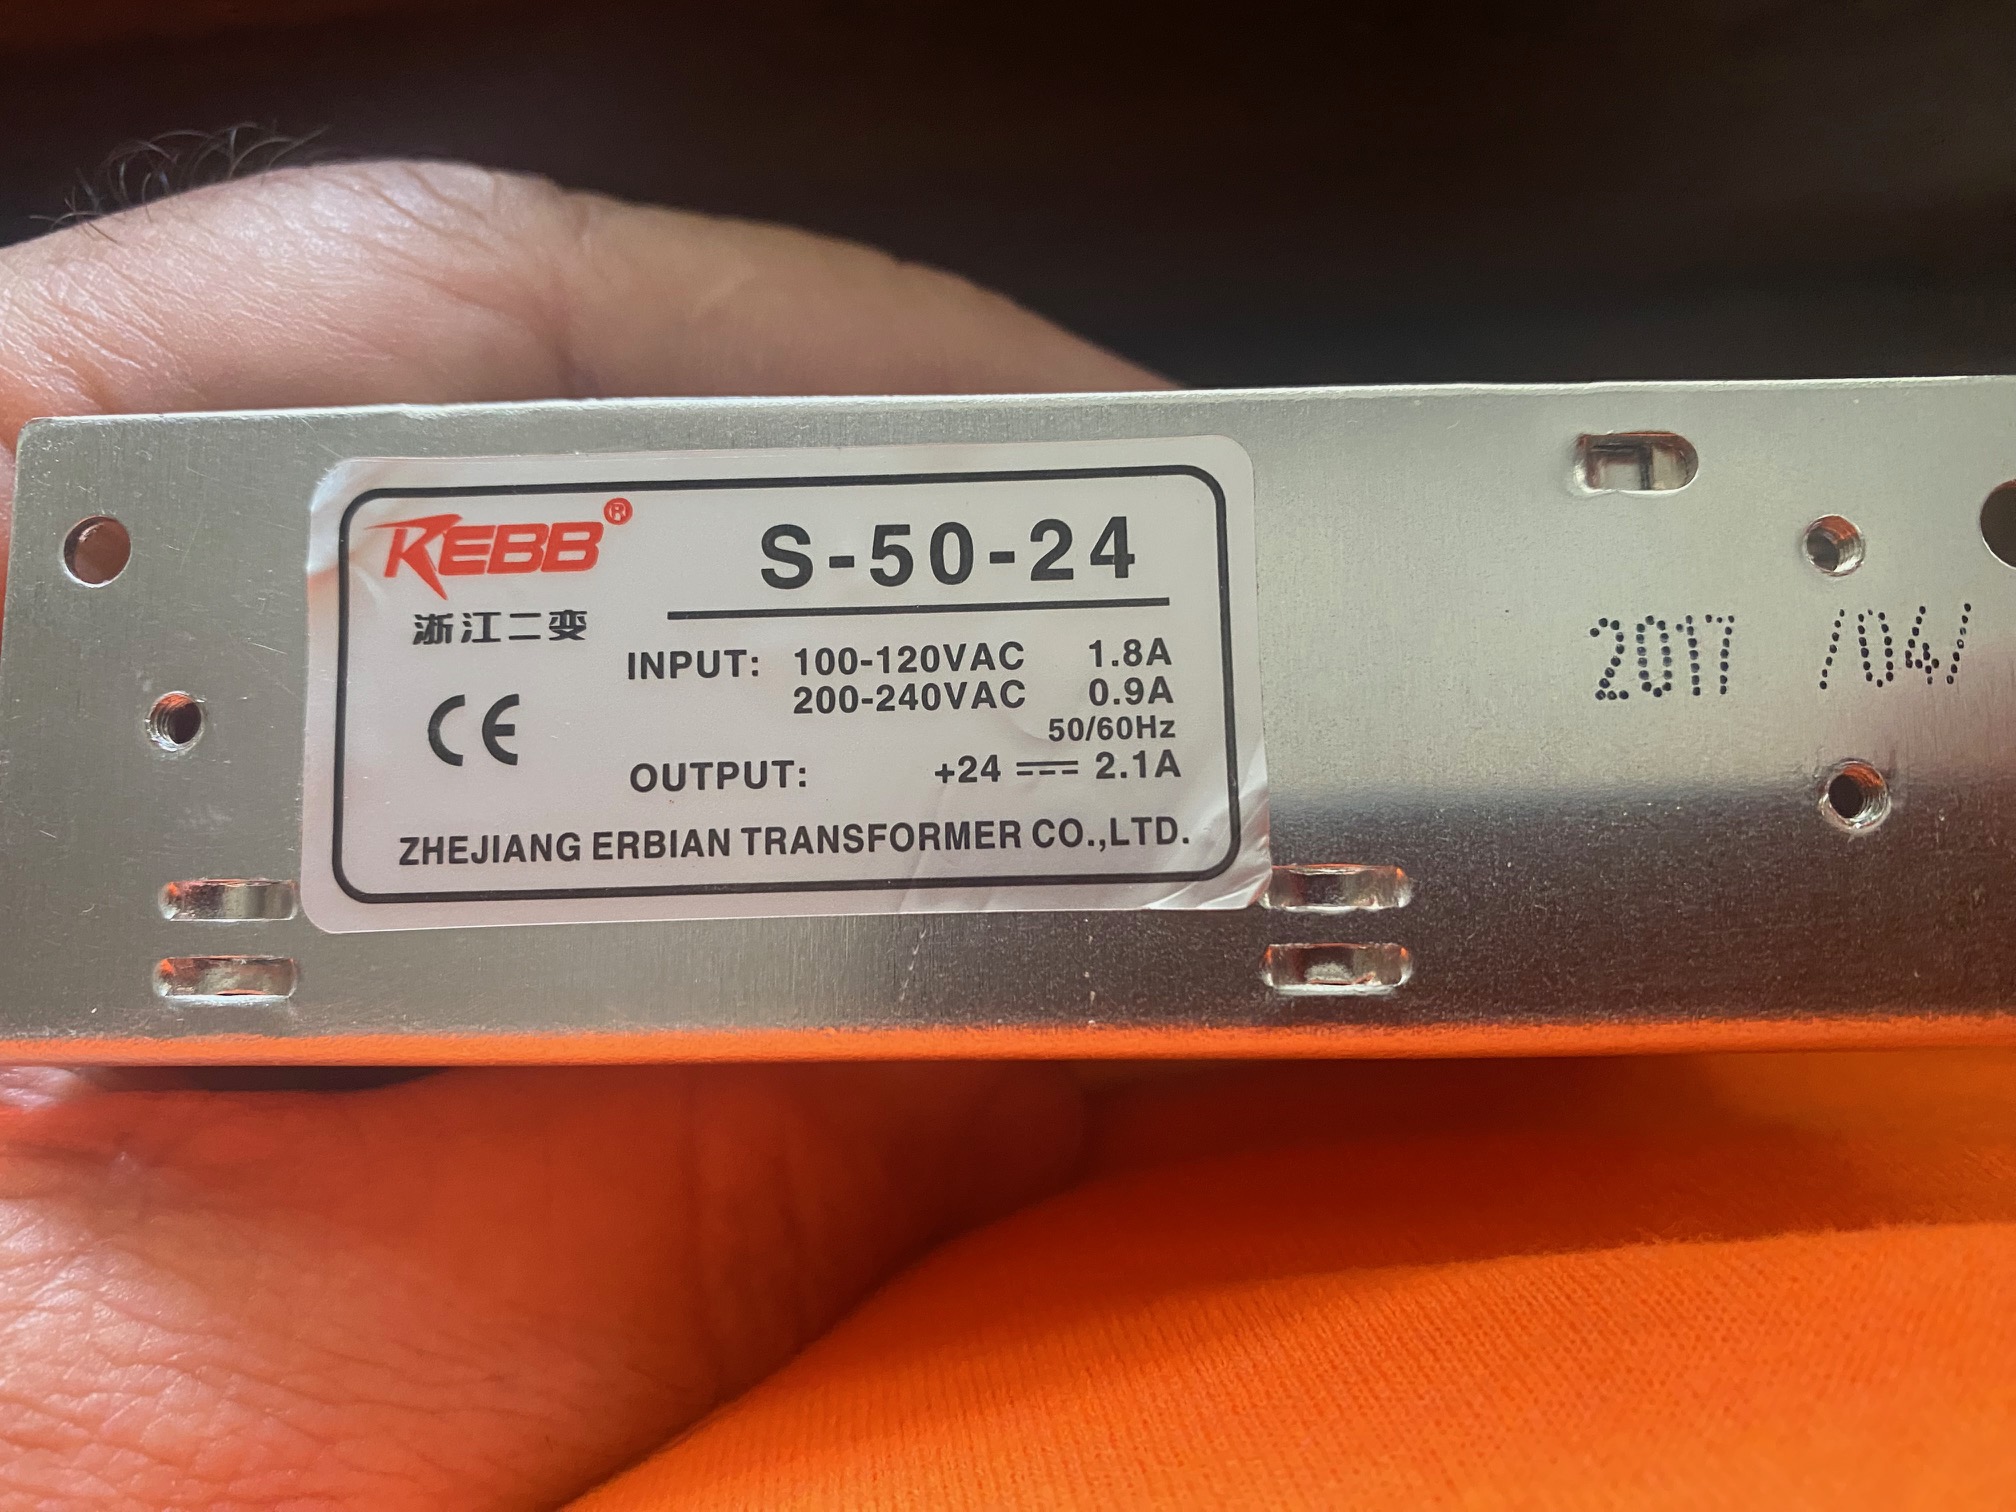 KEBB®
S-50-24
浙江二变
INPUT: 100-120VAC 1.8A
200-240VAC 0.9A
50/60Hz
CE
OUTPUT: +24 ⎓ 2.1A
ZHEJIANG ERBIAN TRANSFORMER CO.,LTD.
2017 /04/